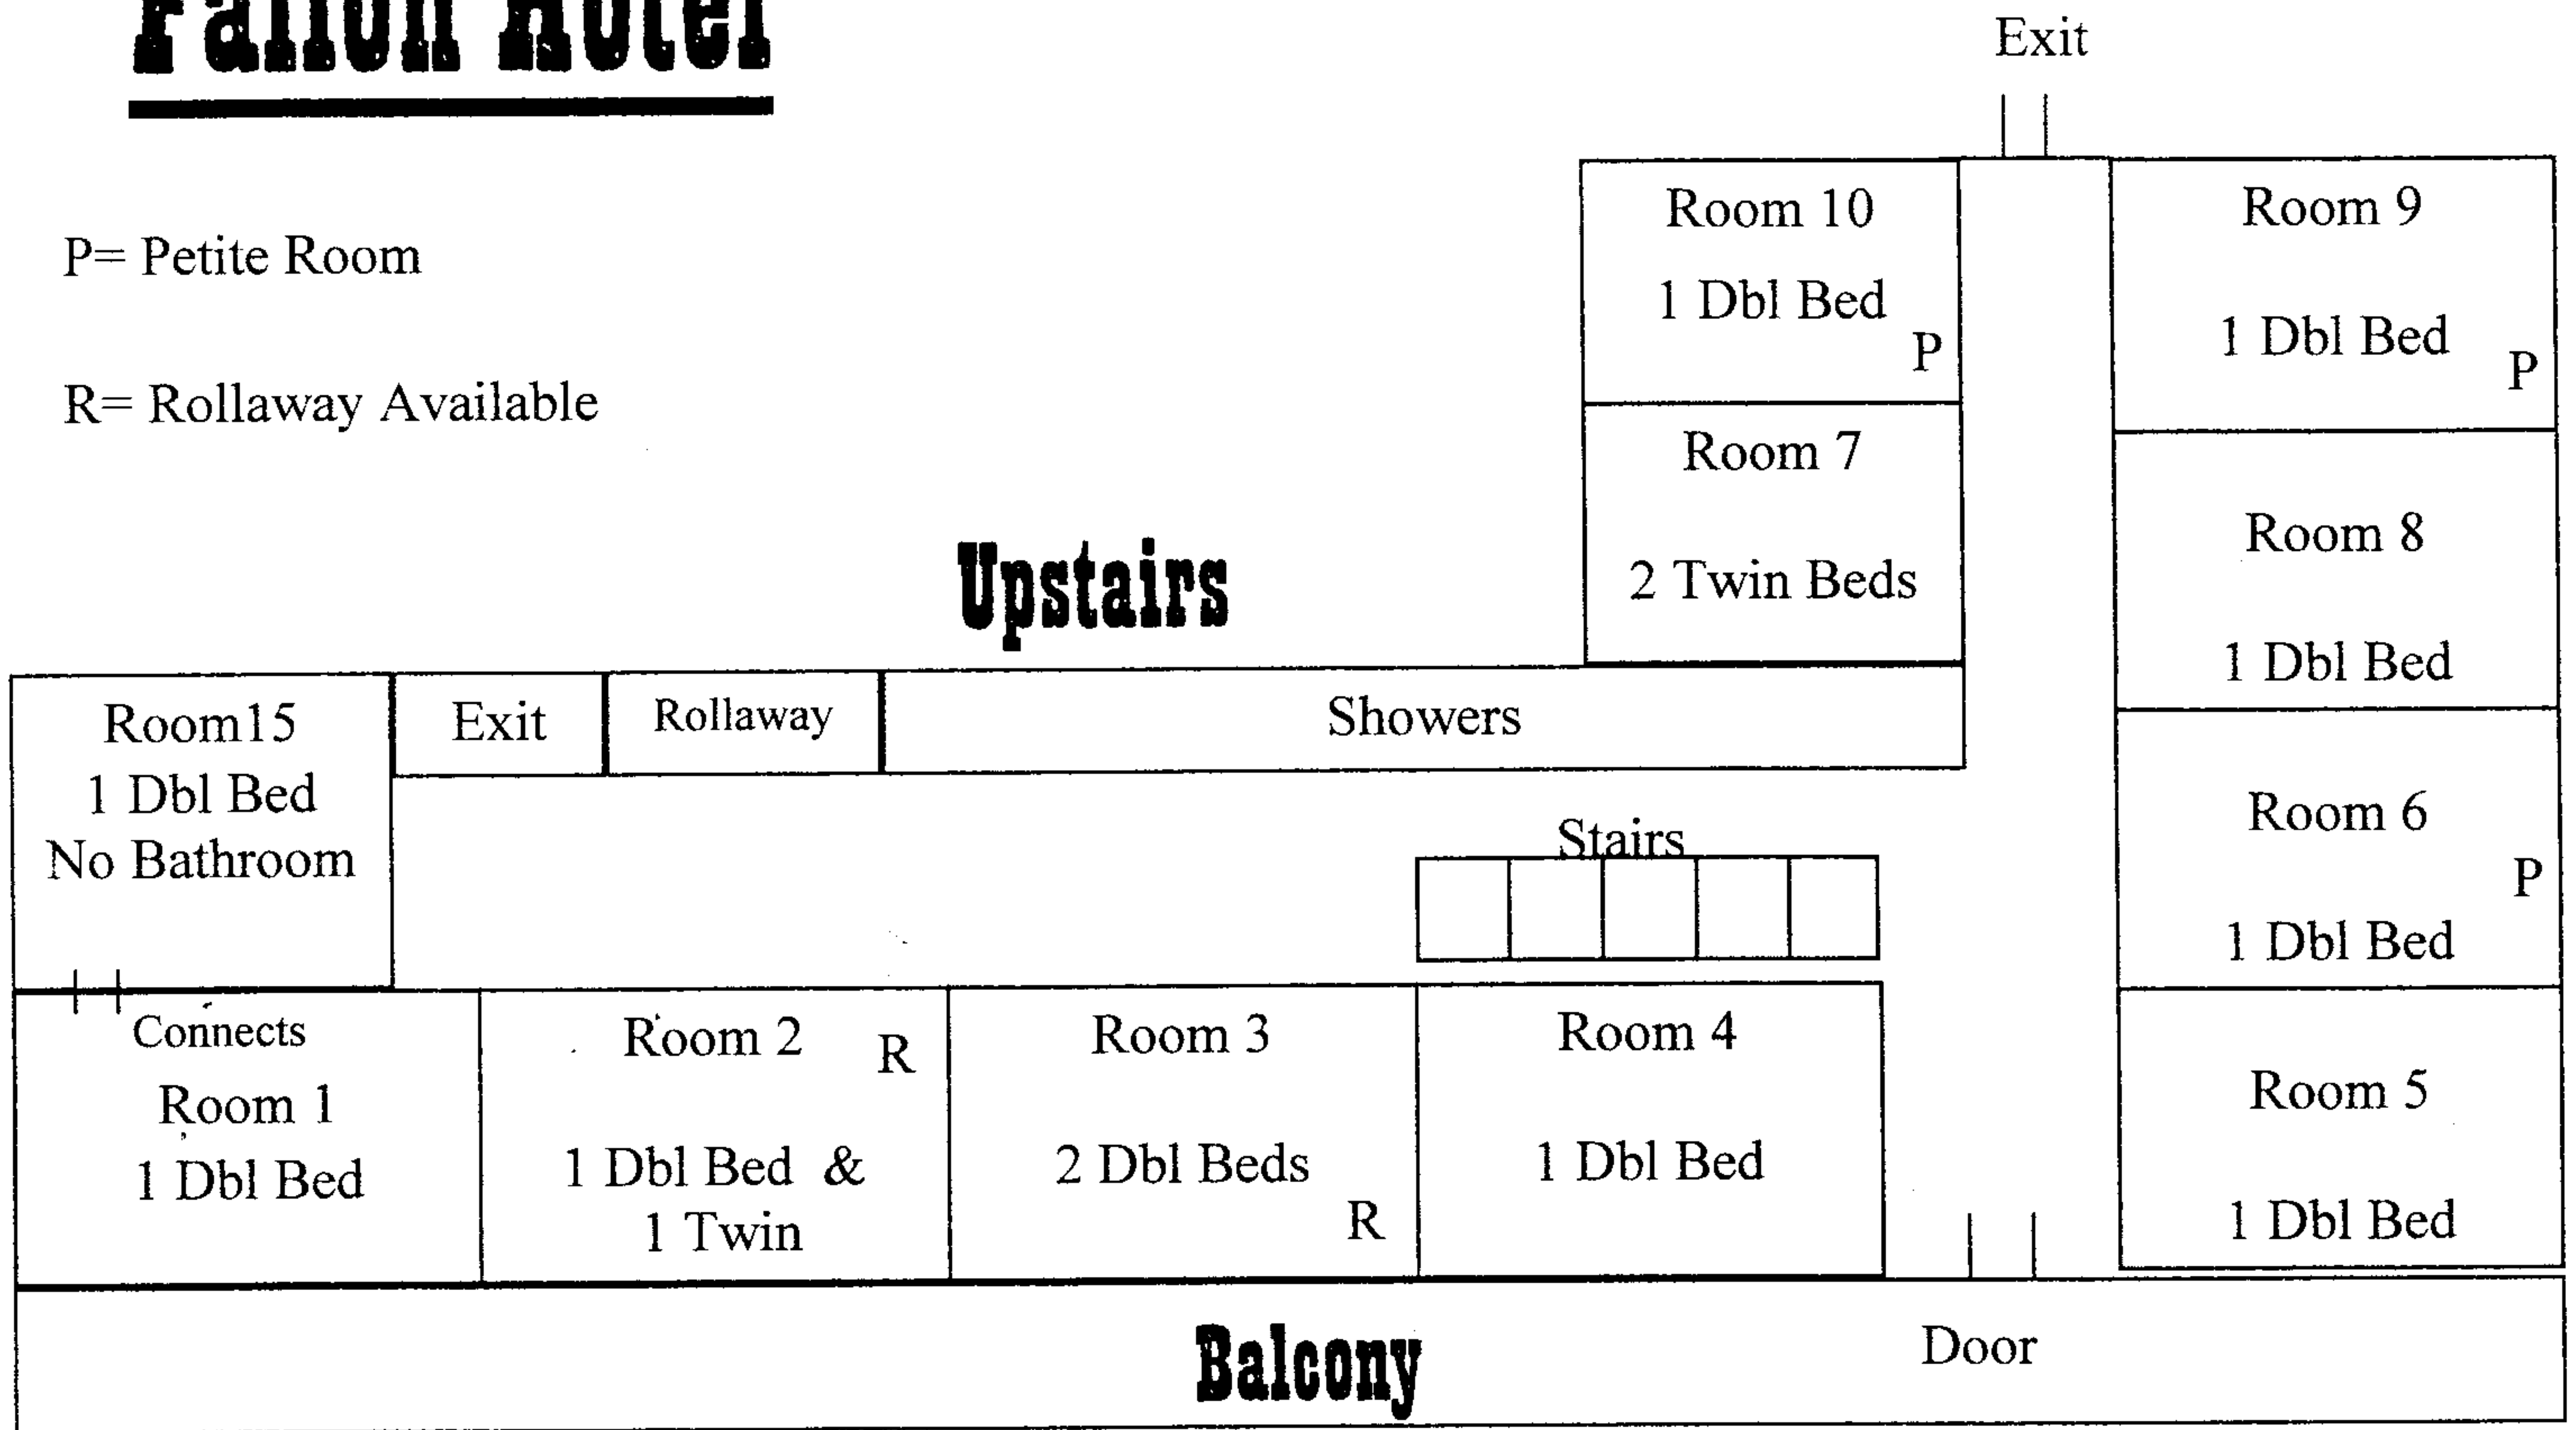 Fallon Hotel
Exit
P= Petite Room
R= Rollaway Available
Room 10
1 Dbl Bed
P
Room 9
1 Dbl Bed
P
Room 7
2 Twin Beds
Room 8
1 Dbl Bed
Upstairs
Room15
1 Dbl Bed
No Bathroom
Exit
Rollaway
Showers
Stairs
Room 6
P
1 Dbl Bed
Connects
Room 1
1 Dbl Bed
Room 2
R
1 Dbl Bed &
1 Twin
Room 3
2 Dbl Beds
R
Room 4
1 Dbl Bed
Room 5
1 Dbl Bed
Balcony
Door